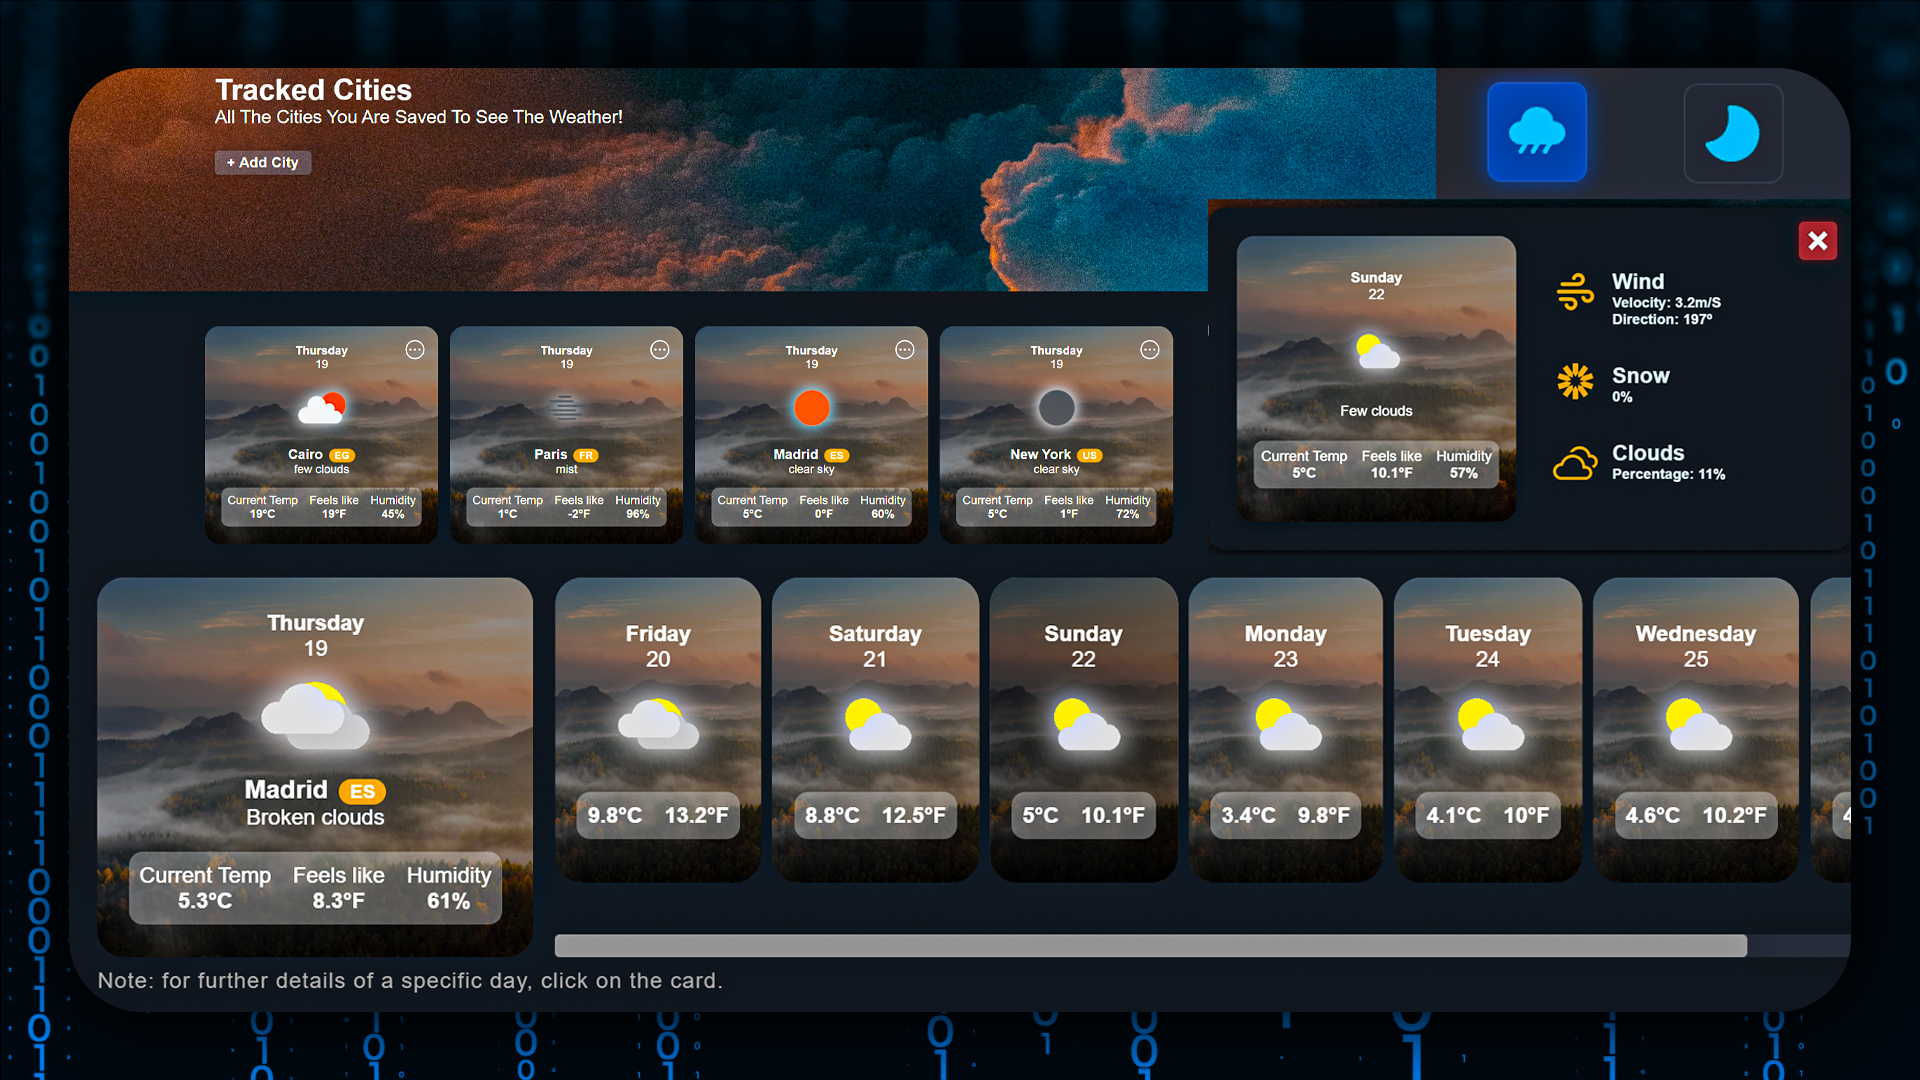 Tracked Cities
All The Cities You Are Saved To See The Weather!
+ Add City
Thursday
19
Cairo EG
few clouds
Current Temp Feels like Humidity
19°C 19°F 45%
Thursday
19
Paris FR
mist
Current Temp Feels like Humidity
1°C -2°F 96%
Thursday
19
Madrid ES
clear sky
Current Temp Feels like Humidity
5°C 0°F 60%
Thursday
19
New York US
clear sky
Current Temp Feels like Humidity
5°C 1°F 72%
Sunday
22
Few clouds
Current Temp Feels like Humidity
5°C 10.1°F 57%
Wind
Velocity: 3.2m/S
Direction: 197°
Snow
0%
Clouds
Percentage: 11%
Thursday
19
Madrid ES
Broken clouds
Current Temp Feels like Humidity
5.3°C 8.3°F 61%
Friday
20
9.8°C 13.2°F
Saturday
21
8.8°C 12.5°F
Sunday
22
5°C 10.1°F
Monday
23
3.4°C 9.8°F
Tuesday
24
4.1°C 10°F
Wednesday
25
4.6°C 10.2°F
Note: for further details of a specific day, click on the card.